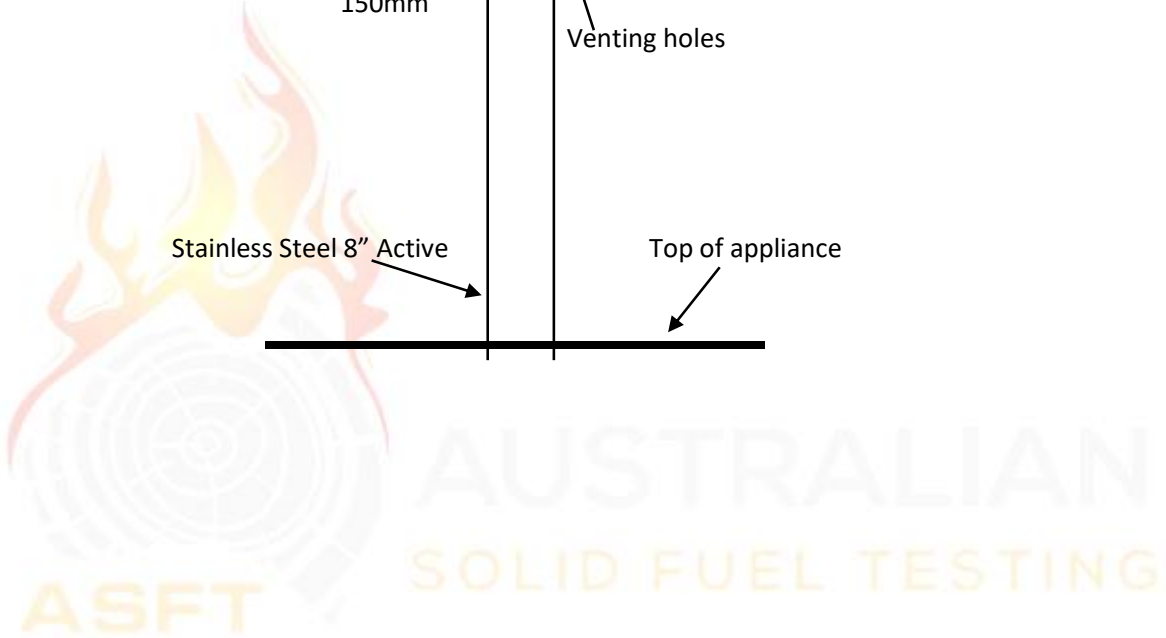 150mm
Venting holes
Stainless Steel 8” Active
Top of appliance
AUSTRALIAN
SOLID FUEL TESTING
ASFT